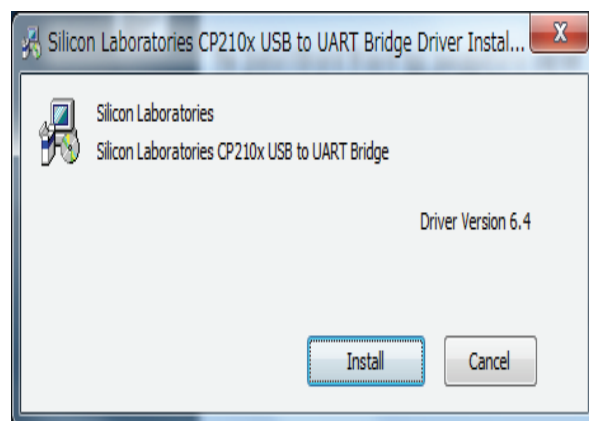 Silicon Laboratories CP210x USB to UART Bridge Driver Instal...
X
Silicon Laboratories
Silicon Laboratories CP210x USB to UART Bridge
Driver Version 6.4
Install
Cancel